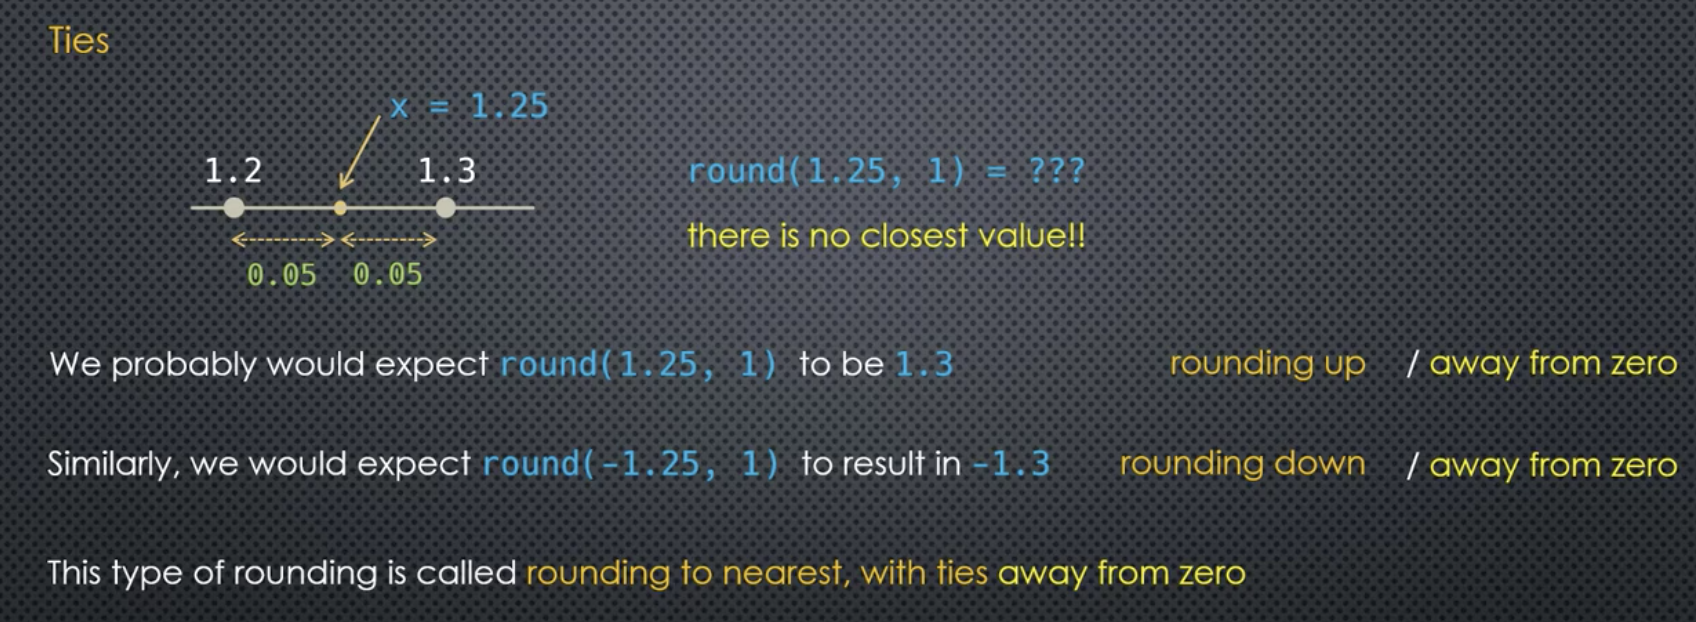 Ties
x = 1.25
1.2 1.3
round(1.25, 1) = ???
there is no closest value!!
0.05 0.05
We probably would expect round(1.25, 1) to be 1.3 rounding up / away from zero
Similarly, we would expect round(-1.25, 1) to result in -1.3 rounding down / away from zero
This type of rounding is called rounding to nearest, with ties away from zero